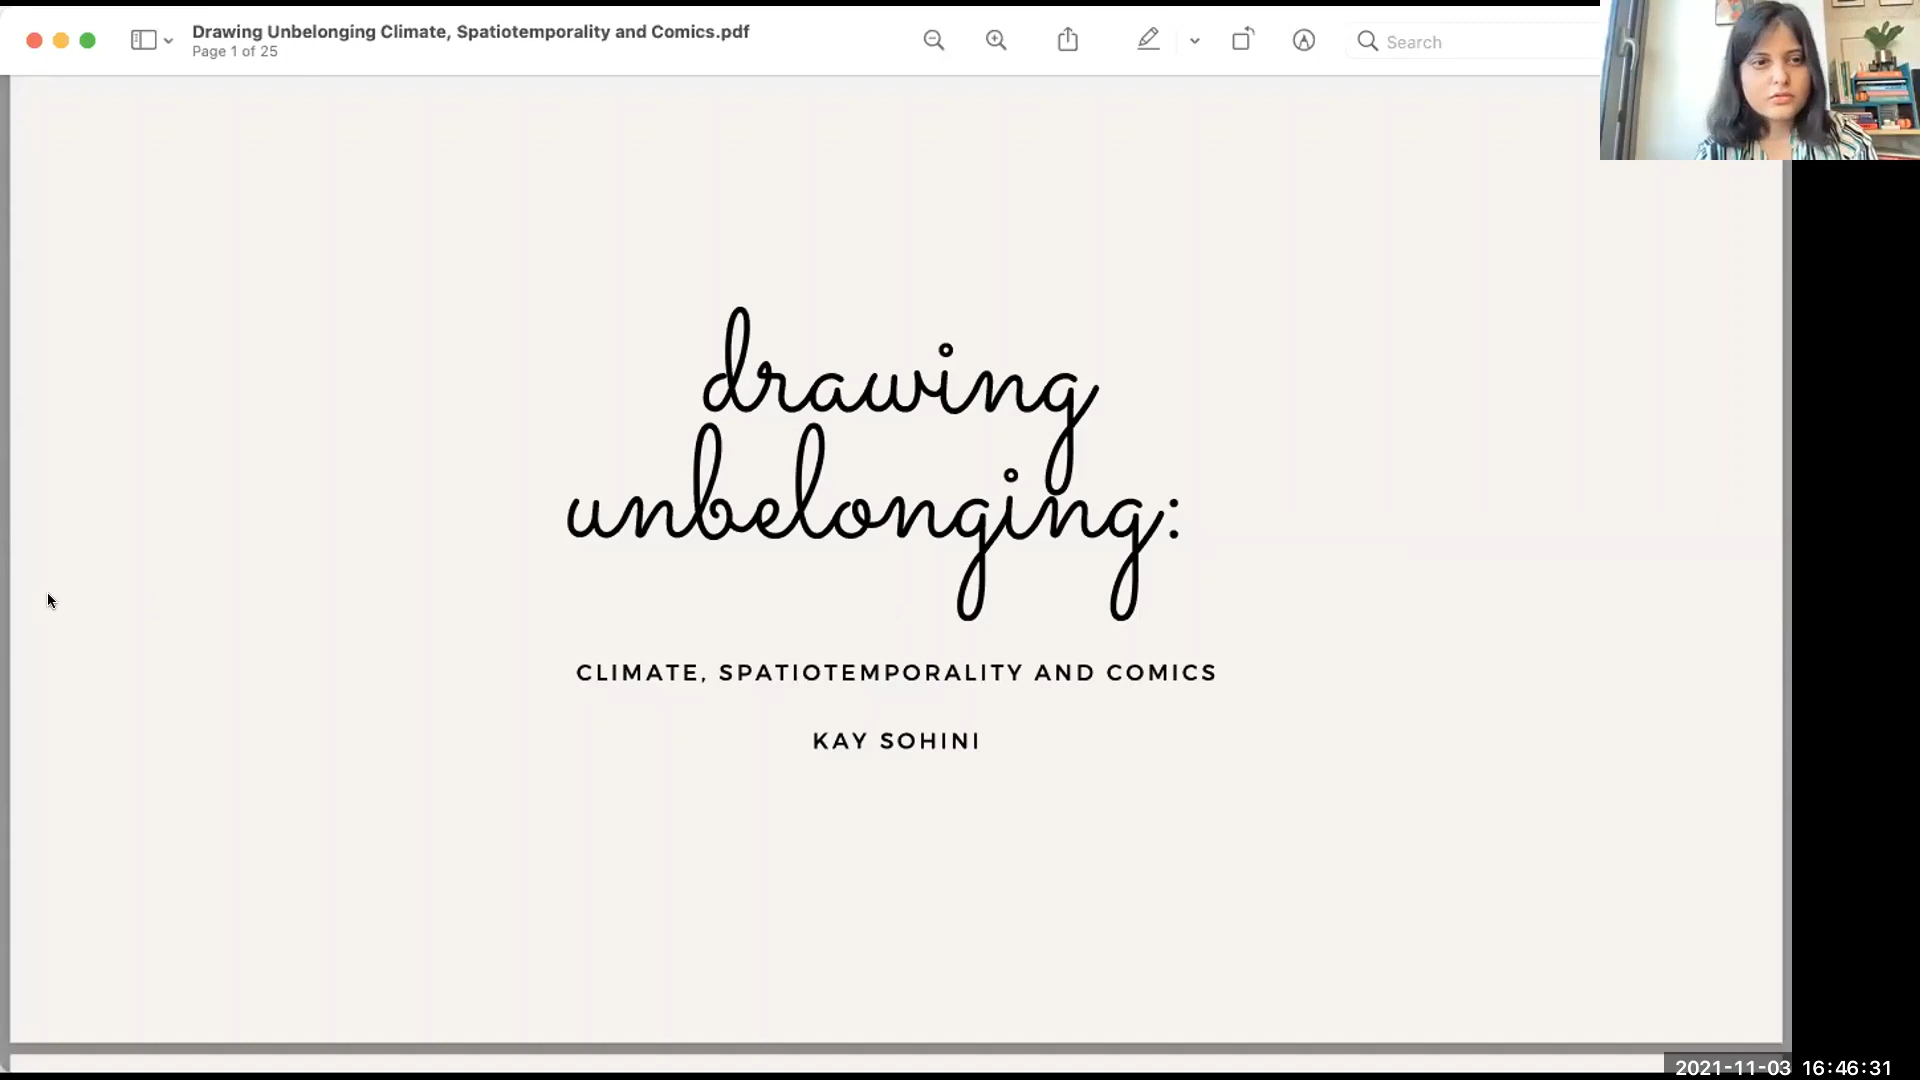 Drawing Unbelonging Climate, Spatiotemporality and Comics.pdf
Page 1 of 25
Search
drawing
unbelonging:
CLIMATE, SPATIOTEMPORALITY AND COMICS
KAY SOHINI
2021-11-03 16:46:31